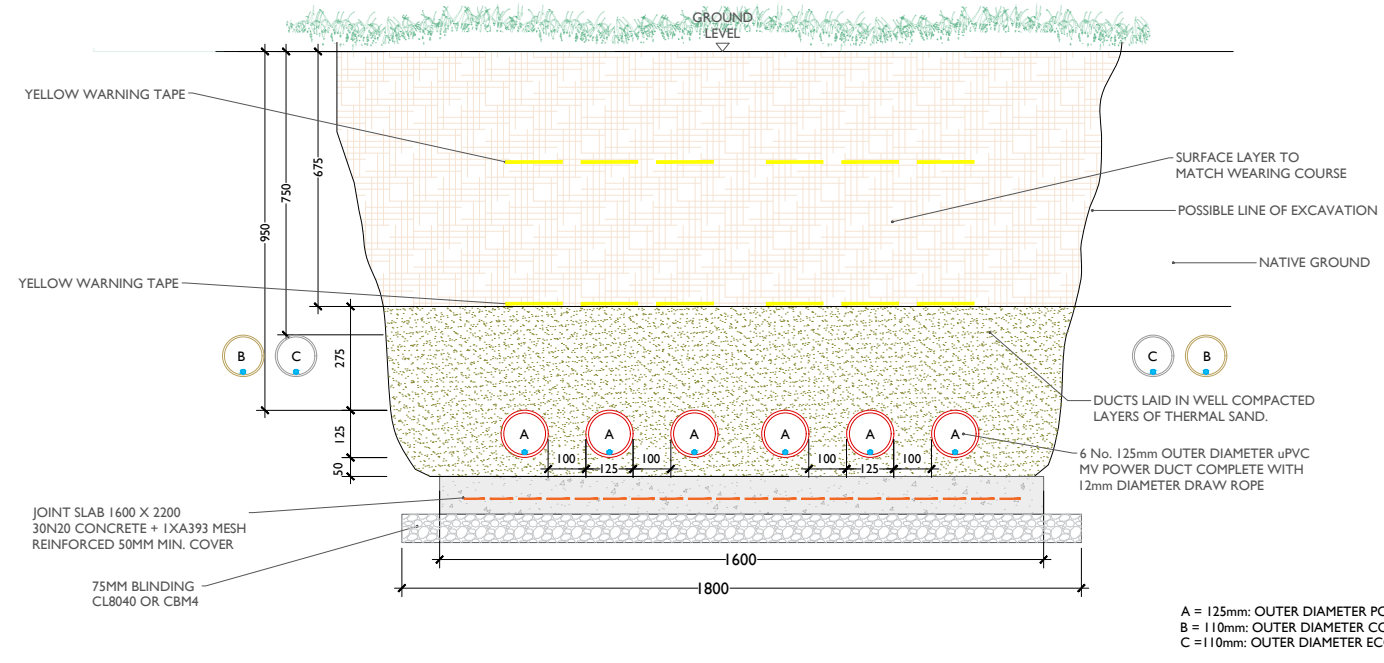 GROUND
LEVEL
YELLOW WARNING TAPE
SURFACE LAYER TO
MATCH WEARING COURSE
675
750
POSSIBLE LINE OF EXCAVATION
950
NATIVE GROUND
YELLOW WARNING TAPE
B
C
275
C
B
DUCTS LAID IN WELL COMPACTED
LAYERS OF THERMAL SAND.
125
A
A
A
A
A
A
100
125
100
100
125
100
50
6 No. 125mm OUTER DIAMETER uPVC
MV POWER DUCT COMPLETE WITH
12mm DIAMETER DRAW ROPE
JOINT SLAB 1600 X 2200
30N20 CONCRETE + 1XA393 MESH
REINFORCED 50MM MIN. COVER
1600
75MM BLINDING
CL8040 OR CBM4
1800
A = 125mm: OUTER DIAMETER
B = 110mm: OUTER DIAMETER
C =110mm: OUTER DIAMETER